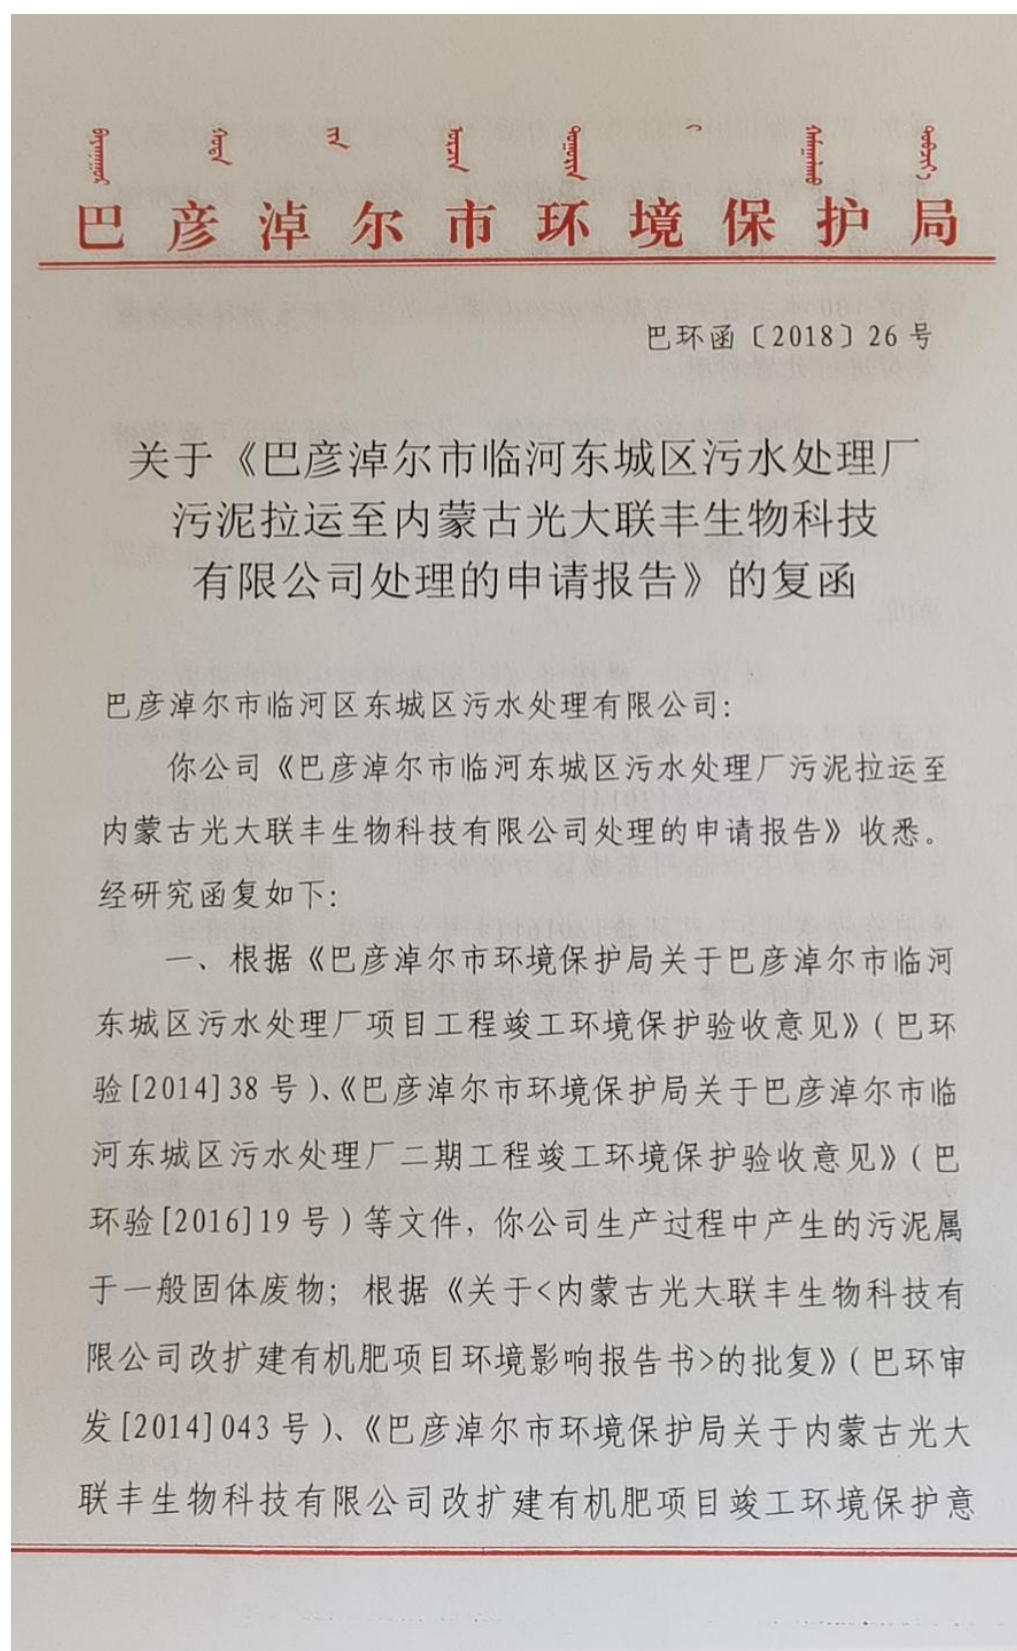 巴彦淖尔市环境保护局
巴环函〔2018〕26号
关于《巴彦淖尔市临河东城区污水处理厂
污泥拉运至内蒙古光大联丰生物科技
有限公司处理的申请报告》的复函
巴彦淖尔市临河区东城区污水处理有限公司：
你公司《巴彦淖尔市临河东城区污水处理厂污泥拉运至
内蒙古光大联丰生物科技有限公司处理的申请报告》收悉。
经研究函复如下：
一、根据《巴彦淖尔市环境保护局关于巴彦淖尔市临河
东城区污水处理厂项目工程竣工环境保护验收意见》（巴环
验[2014]38号）、《巴彦淖尔市环境保护局关于巴彦淖尔市临
河东城区污水处理厂二期工程竣工环境保护验收意见》（巴
环验[2016]19号）等文件，你公司生产过程中产生的污泥属
于一般固体废物；根据《关于<内蒙古光大联丰生物科技有
限公司改扩建有机肥项目环境影响报告书>的批复》（巴环审
发[2014]043号）、《巴彦淖尔市环境保护局关于内蒙古光大
联丰生物科技有限公司改扩建有机肥项目竣工环境保护意